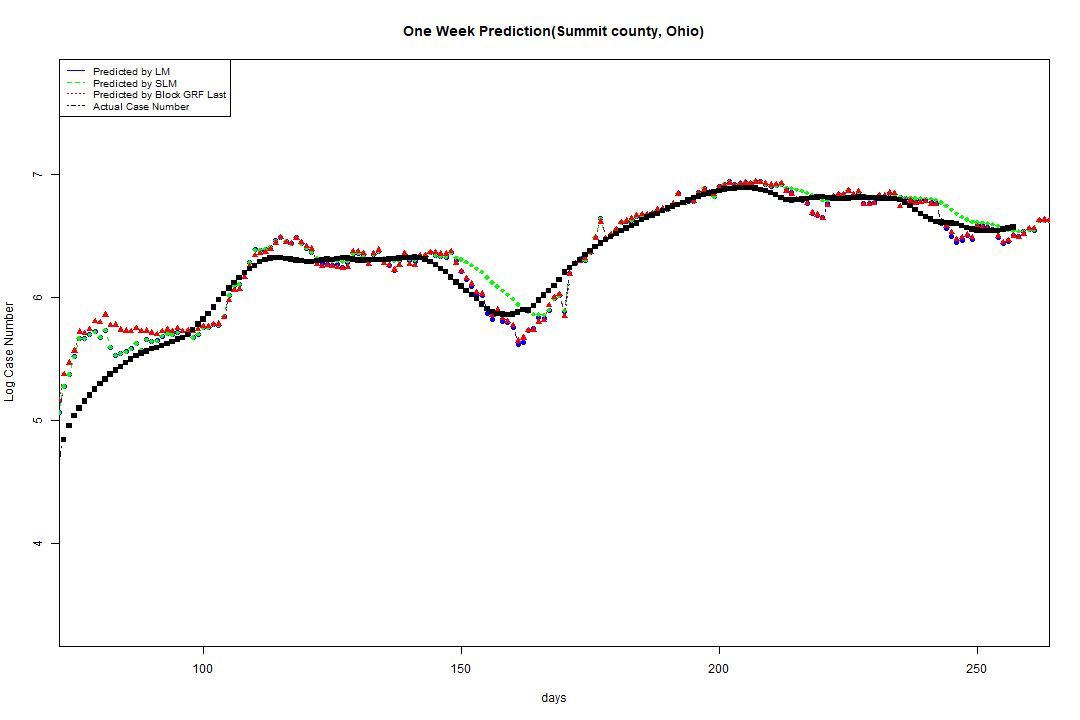 One Week Prediction(Summit county, Ohio)
Predicted by LM
Predicted by SLM
Predicted by Block GRF Last
Actual Case Number
7
6
5
4
Log Case Number
100
150
200
250
days